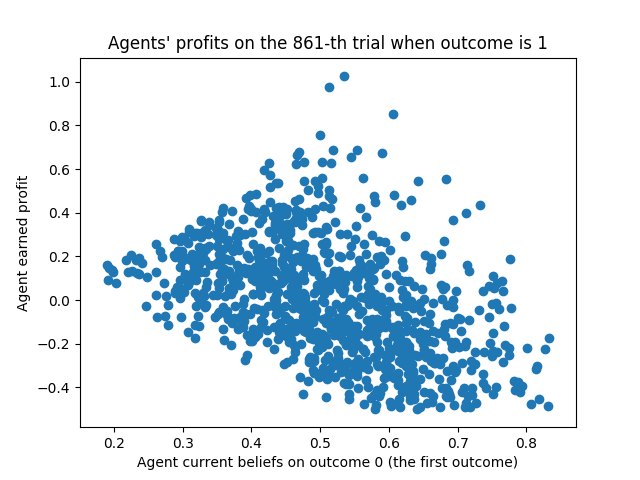 Agents' profits on the 861-th trial when outcome is 1
1.0
0.8
0.6
0.4
0.2
0.0
−0.2
−0.4
Agent earned profit
0.2 0.3 0.4 0.5 0.6 0.7 0.8
Agent current beliefs on outcome 0 (the first outcome)